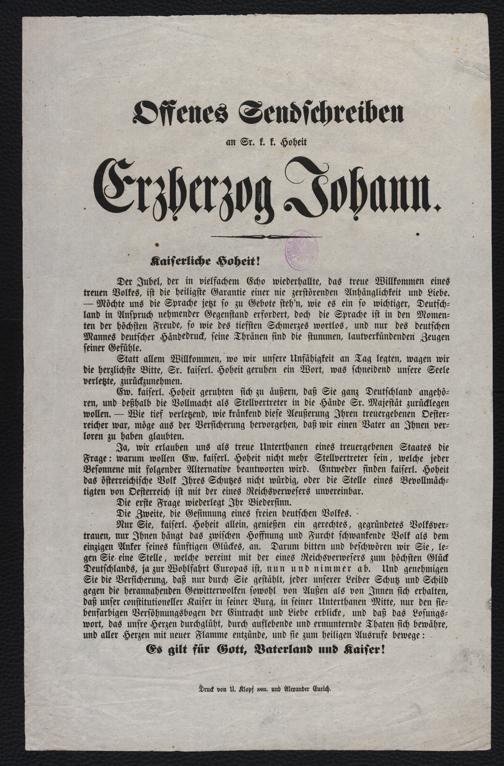 Offenes Sendschreiben
an Sr. k. k. Hoheit
Erzherzog Johann.
Kaiserliche Hoheit!
Der Jubel, der in vielfachem Echo wiederhallte, das treue Willkommen eines
treuen Volkes, ist die heiligste Garantie einer nie zerstörenden Anhänglichkeit und Liebe.
— Möchte uns die Sprache jetzt so zu Gebote steh'n, wie es ein so wichtiger, Deutsch-
land in Anspruch nehmender Gegenstand erfordert, doch die Sprache ist in den Momen-
ten der höchsten Freude, so wie des tiefsten Schmerzes wortlos, und nur des deutschen
Mannes deutscher Händedruck, seine Thränen sind die stummen, lautverkündenden Zeugen
seiner Gefühle.
Statt allem Willkommen, wo wir unsere Unfähigkeit an Tag legten, wagen wir
die herzlichste Bitte, Sr. kaiserl. Hoheit geruhen ein Wort, was schneidend unsere Seele
verletzte, zurückzunehmen.
Ew. kaiserl. Hoheit geruhten sich zu äußern, daß Sie ganz Deutschland angehö-
ren, und deßhalb die Vollmacht als Stellvertreter in die Hände Sr. Majestät zurücklegen
wollen. — Wie tief verletzend, wie kränkend diese Aeußerung Ihren treuergebenen Oester-
reicher war, möge aus der Versicherung hervorgehen, daß wir einen Vater an Ihnen ver-
loren zu haben glaubten.
Ja, wir erlauben uns als treue Unterthanen eines treuergebenen Staates die
Frage: warum wollen Ew. kaiserl. Hoheit nicht mehr Stellvertreter sein, welche jeder
Besonnene mit folgender Alternative beantworten wird. Entweder finden kaiserl. Hoheit
das österreichische Volk Ihres Schutzes nicht würdig, oder die Stelle eines Bevollmäch-
tigten von Oesterreich ist mit der eines Reichsverwesers unvereinbar.
Die erste Frage wiederlegt Ihr Biedersinn.
Die Zweite, die Gesinnung eines freien deutschen Volkes.
Nur Sie, kaiserl. Hoheit allein, genießen ein gerechtes, gegründetes Volksver-
trauen, nur Ihnen hängt das zwischen Hoffnung und Furcht schwankende Volk als dem
einzigen Anker seines künftigen Glückes, an. Darum bitten und beschwören wir Sie, le-
gen Sie eine Stelle, welche vereint mit der eines Reichsverwesers zum höchsten Glück
Deutschlands, ja zur Wohlfahrt Europas ist, nun und nimmer ab. Und genehmigen
Sie die Versicherung, daß nur durch Sie gestählt, jeder unserer Leiber Schutz und Schild
gegen die herannahenden Gewitterwolken sowohl von Außen als von Innen sich erhalten,
daß unser constitutioneller Kaiser in seiner Burg, in seiner Unterthanen Mitte, nur den sie-
benfarbigen Versöhnungsbogen der Eintracht und Liebe erblicke, und daß das Losungs-
wort, das unsre Herzen durchglüht, durch auflebende und ermunternde Thaten sich bewähre,
und aller Herzen mit neuer Flamme entzünde, und sie zum heiligen Ausrufe bewege:
Es gilt für Gott, Vaterland und Kaiser!
Druck von U. Klopf sen. und Alexander Eurich.